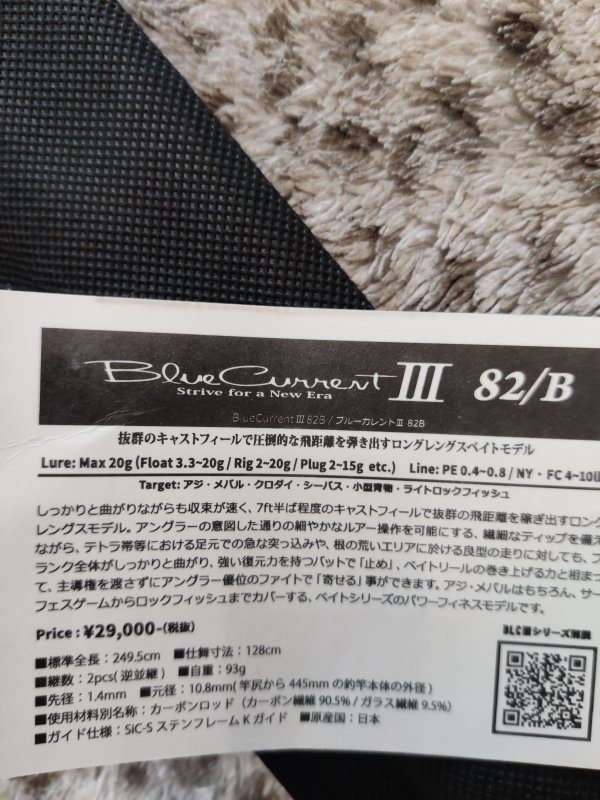 BlueCurrent III 82/B
Strive for a New Era
BlueCurrent III 82B / ブルーカレントIII 82B
抜群のキャストフィールで圧倒的な飛距離を弾き出すロングレングスベイトモデル
Lure: Max 20g (Float 3.3~20g / Rig 2~20g / Plug 2~15g etc.) Line: PE 0.4~0.8 / NY・FC 4~10
Target: アジ・メバル・クロダイ・シーバス・小型青物・ライトロックフィッシュ
しっかりと曲がりながらも収束が速く、7ft半ば程度のキャストフィールで抜群の飛距離を稼ぎ出すロング
レングスモデル。アングラーの意図した通りの細やかなルアー操作を可能にする、繊細なティップを備え
ながら、テトラ帯等における足元での急な突っ込みや、根の荒いエリアに於ける良型の走りに対しても、ブ
ランク全体がしっかりと曲がり、強い復元力を持つバットで「止め」、ベイトリールの巻き上げる力と相まっ
て、主導権を渡さずにアングラー優位のファイトで「寄せる」事ができます。アジ・メバルはもちろん、サー
フェスゲームからロックフィッシュまでカバーする、ベイトシリーズのパワーフィネスモデルです。
Price : ¥29,000-(税抜)
BLCⅢシリーズ
■標準全長：249.5cm ■仕舞寸法：128cm
■継数：2pcs(逆並継) ■自重：93g
■先径：1.4mm ■元径：10.8mm(竿尻から445mmの釣竿本体の外径)
■使用材料別名称：カーボンロッド (カーボン繊維 90.5% / ガラス繊維 9.5%)
■ガイド仕様：SiC-S ステンフレーム K ガイド ■原産国：日本